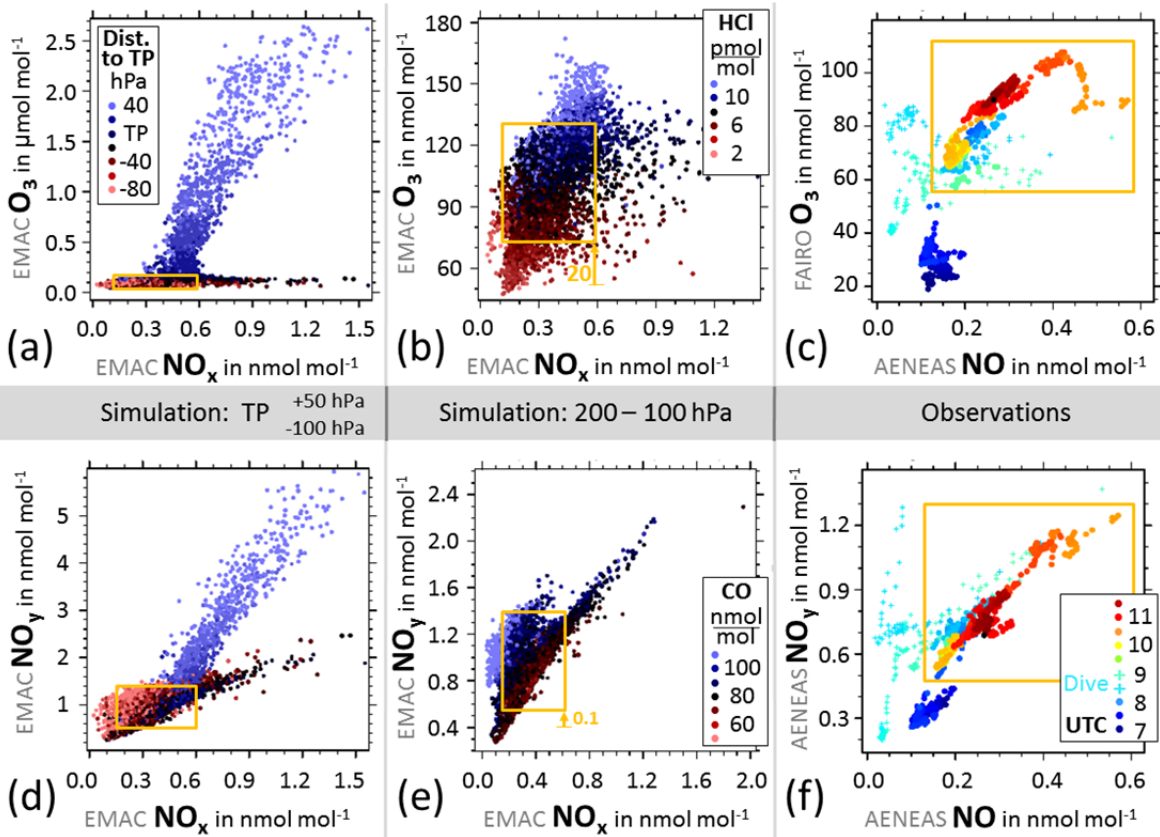 2.5
2.0
1.5
1.0
0.5
0.0
EMAC O3 in µmol mol-1
Dist.
to TP
hPa
40
TP
-40
-80
0.0 0.3 0.6 0.9 1.2 1.5
(a) EMAC NOx in nmol mol-1
180
150
120
90
60
EMAC O3 in nmol mol-1
HCl
pmol
mol
10
6
2
20
0.0 0.3 0.6 0.9 1.2
(b) EMAC NOx in nmol mol-1
100
80
60
40
20
FAIRO O3 in nmol mol-1
0.0 0.2 0.4 0.6
(c) AENEAS NO in nmol mol-1
Simulation: TP +50 hPa
-100 hPa
Simulation: 200 – 100 hPa
Observations
5
4
3
2
1
EMAC NOy in nmol mol-1
0.0 0.3 0.6 0.9 1.2 1.5
(d) EMAC NOx in nmol mol-1
2.4
2.0
1.6
1.2
0.8
0.4
EMAC NOy in nmol mol-1
CO
nmol
mol
100
80
60
0.1
0.0 0.4 0.8 1.2 1.6 2.0
(e) EMAC NOx in nmol mol-1
1.2
0.9
0.6
0.3
AENEAS NOy in nmol mol-1
11
10
9
Dive
8
UTC 7
0.0 0.2 0.4 0.6
(f) AENEAS NO in nmol mol-1